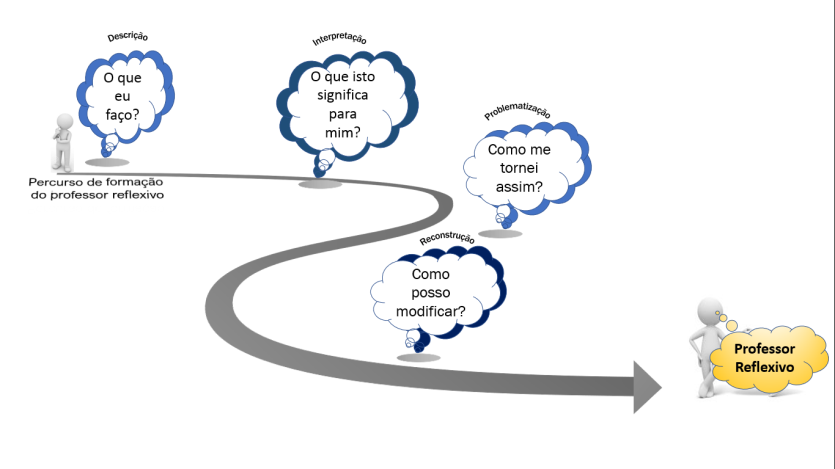 Descrição
O que
eu
faço?
Percurso de formação
do professor reflexivo
Interpretação
O que isto
significa
para
mim?
Problematização
Como me
tornei
assim?
Reconstrução
Como
posso
modificar?
Professor
Reflexivo